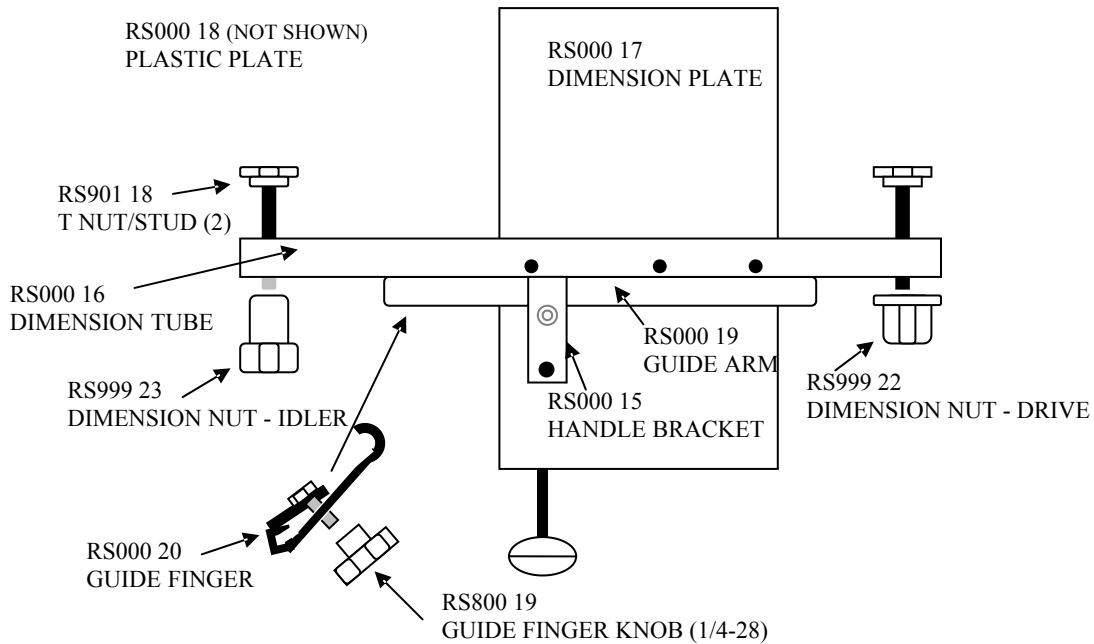 RS000 18 (NOT SHOWN)
PLASTIC PLATE
RS000 17
DIMENSION PLATE
RS901 18
T NUT/STUD (2)
RS000 16
DIMENSION TUBE
RS000 19
GUIDE ARM
RS999 23
DIMENSION NUT - IDLER
RS999 22
DIMENSION NUT - DRIVE
RS000 15
HANDLE BRACKET
RS000 20
GUIDE FINGER
RS800 19
GUIDE FINGER KNOB (1/4-28)